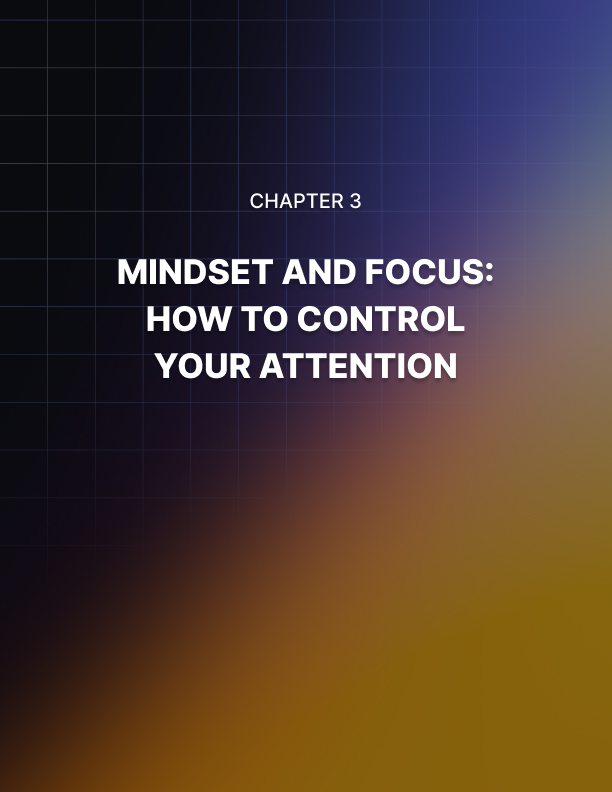 CHAPTER 3
MINDSET AND FOCUS:
HOW TO CONTROL
YOUR ATTENTION